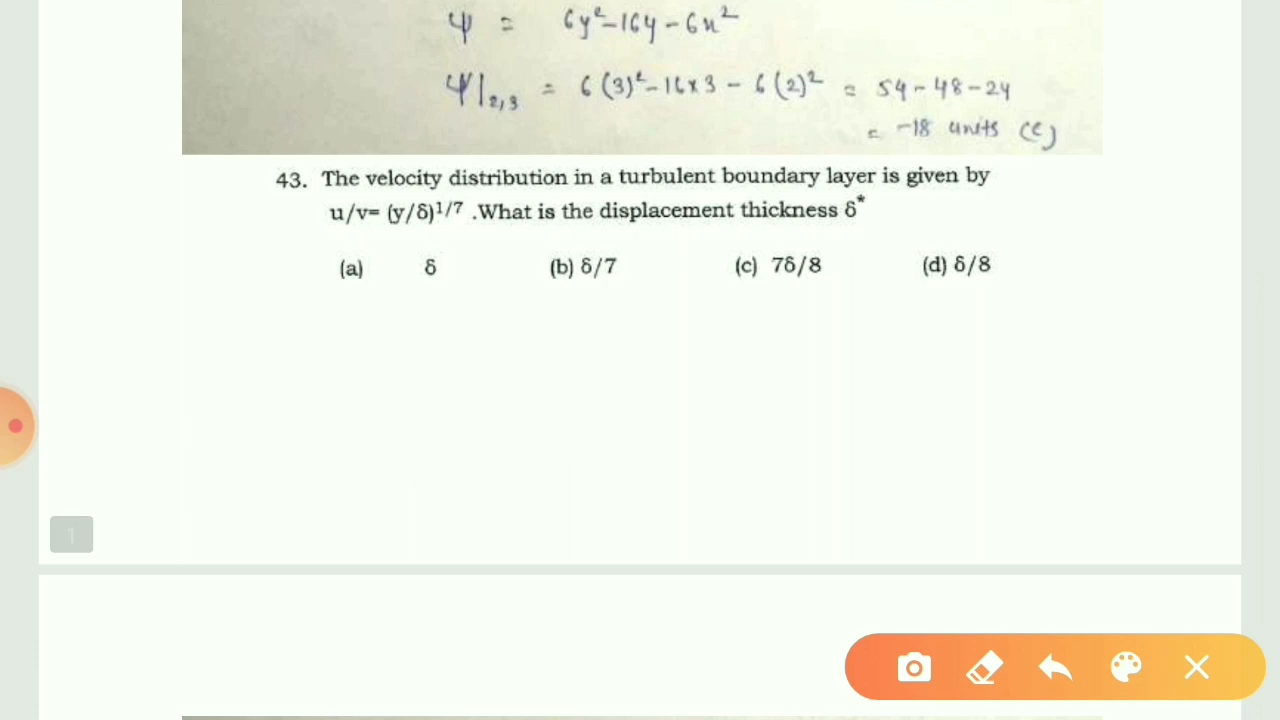 ψ = 6y²-16y-6x²
ψ|2,3 = 6(3)²-16x3-6(2)² = 54-48-24
= -18 units (c)
43. The velocity distribution in a turbulent boundary layer is given by
u/v= (y/δ)1/7 .What is the displacement thickness δ*
(a) δ (b) δ/7 (c) 7δ/8 (d) δ/8
1